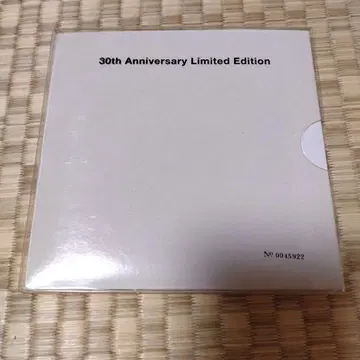 30th Anniversary Limited Edition
No 0045922